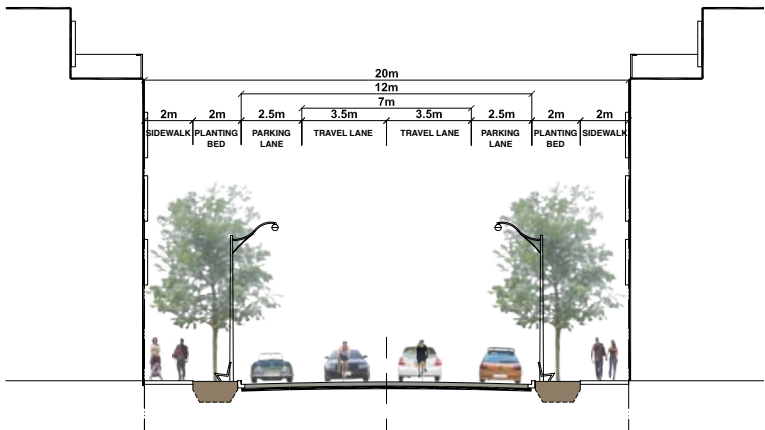 20m
12m
7m
2m 2m 2.5m 3.5m 3.5m 2.5m 2m 2m
SIDEWALK PLANTING BED PARKING LANE TRAVEL LANE TRAVEL LANE PARKING LANE PLANTING BED SIDEWALK